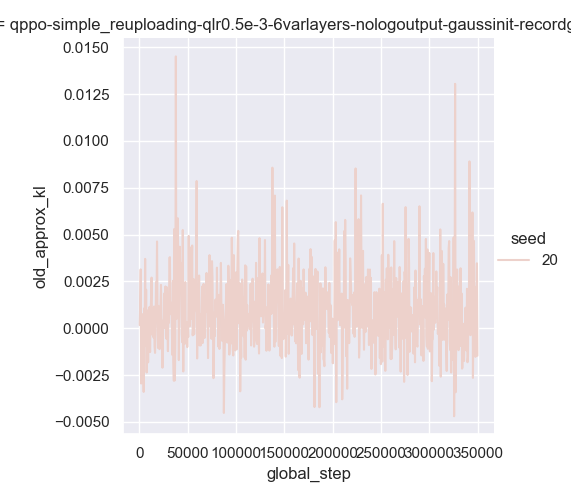 = qppo-simple_reuploading-qlr0.5e-3-6varlayers-nologoutput-gaussinit-recordg
0.0150
0.0125
0.0100
0.0075
0.0050
0.0025
0.0000
−0.0025
−0.0050
old_approx_kl
0 50000 100000 150000 200000 250000 300000 350000
global_step
seed
20